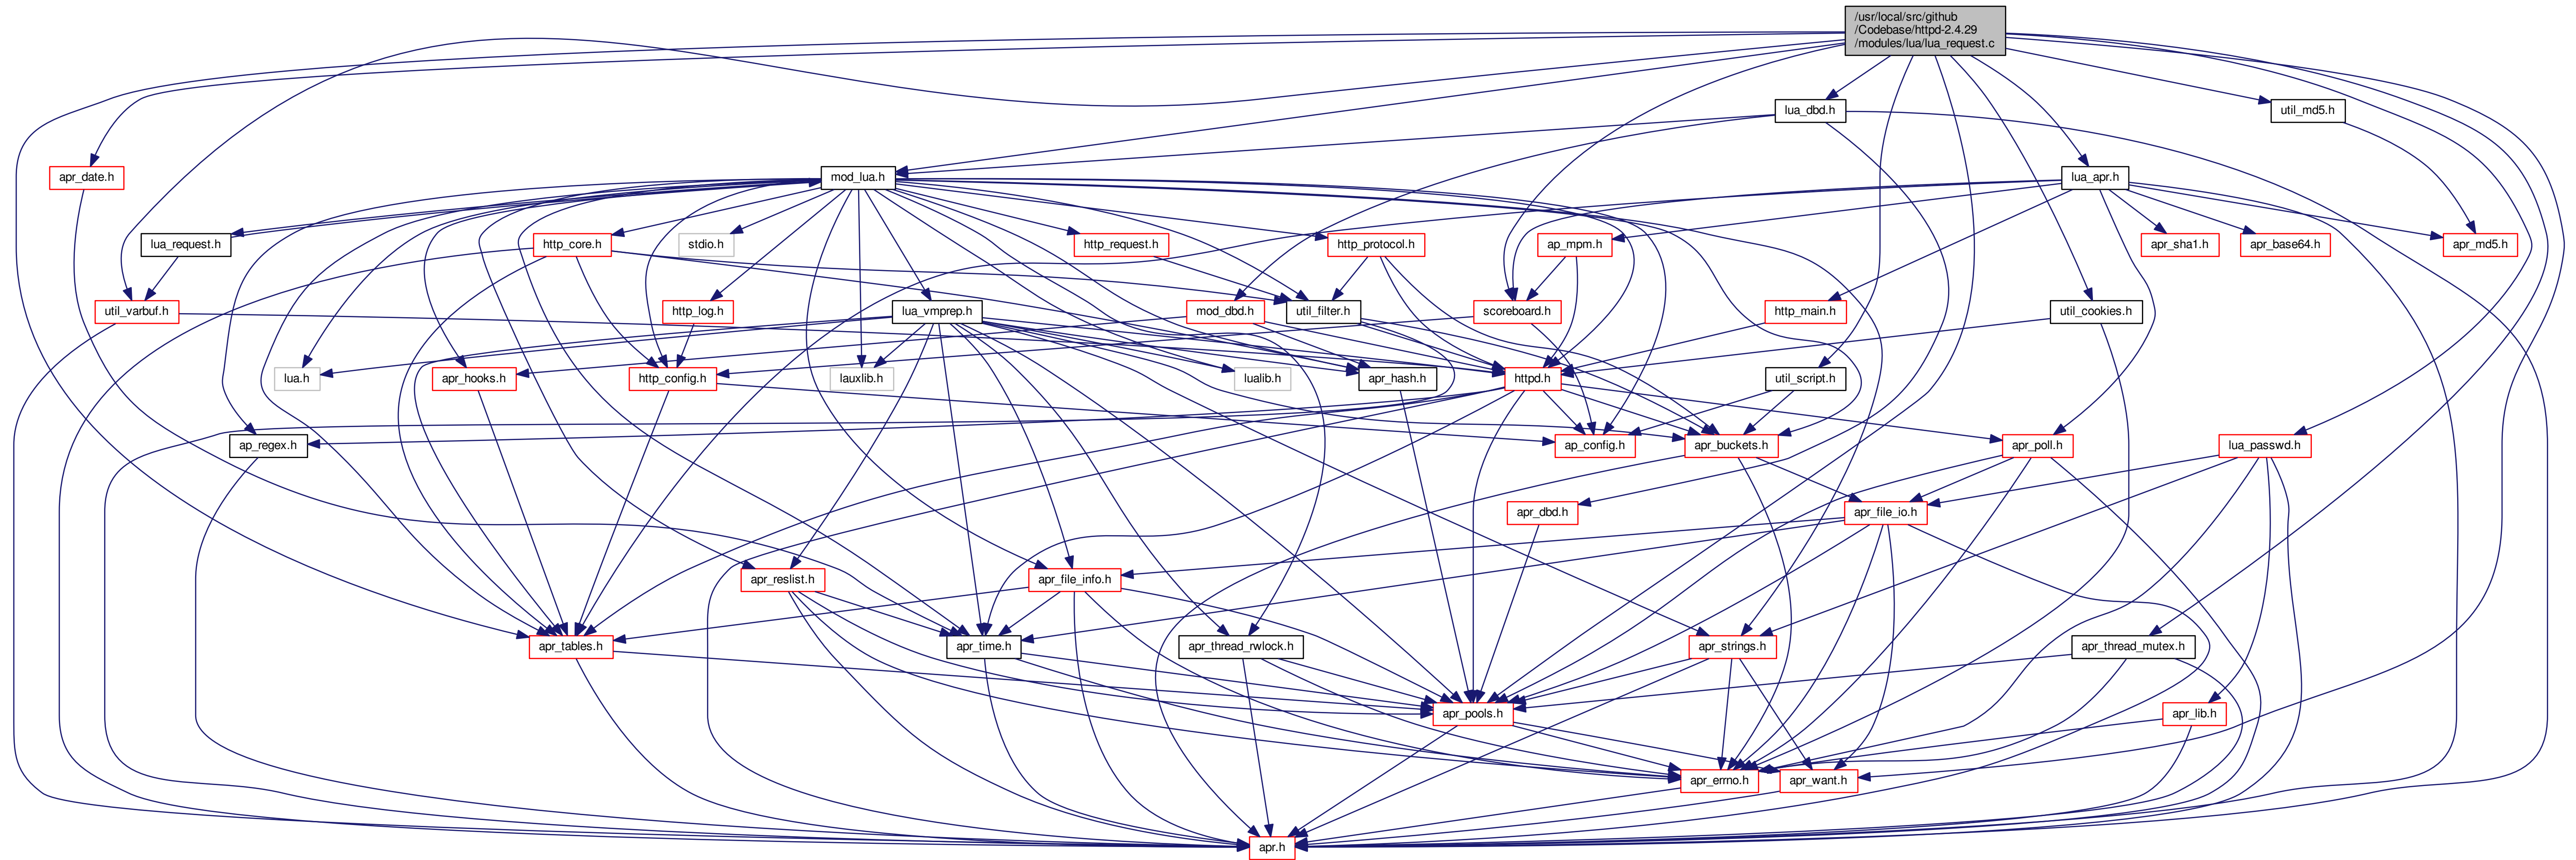 /usr/local/src/github
/Codebase/httpd-2.4.29
/modules/lua/lua_request.c
lua_dbd.h
util_md5.h
apr_date.h
mod_lua.h
lua_apr.h
lua_request.h
http_core.h
stdio.h
http_request.h
http_protocol.h
ap_mpm.h
apr_sha1.h
apr_base64.h
apr_md5.h
util_varbuf.h
http_log.h
lua_vmprep.h
mod_dbd.h
util_filter.h
scoreboard.h
http_main.h
util_cookies.h
lua.h
apr_hooks.h
http_config.h
lauxlib.h
lualib.h
apr_hash.h
httpd.h
util_script.h
ap_regex.h
ap_config.h
apr_buckets.h
apr_poll.h
lua_passwd.h
apr_dbd.h
apr_file_io.h
apr_reslist.h
apr_file_info.h
apr_tables.h
apr_time.h
apr_thread_rwlock.h
apr_strings.h
apr_thread_mutex.h
apr_pools.h
apr_lib.h
apr_errno.h
apr_want.h
apr.h